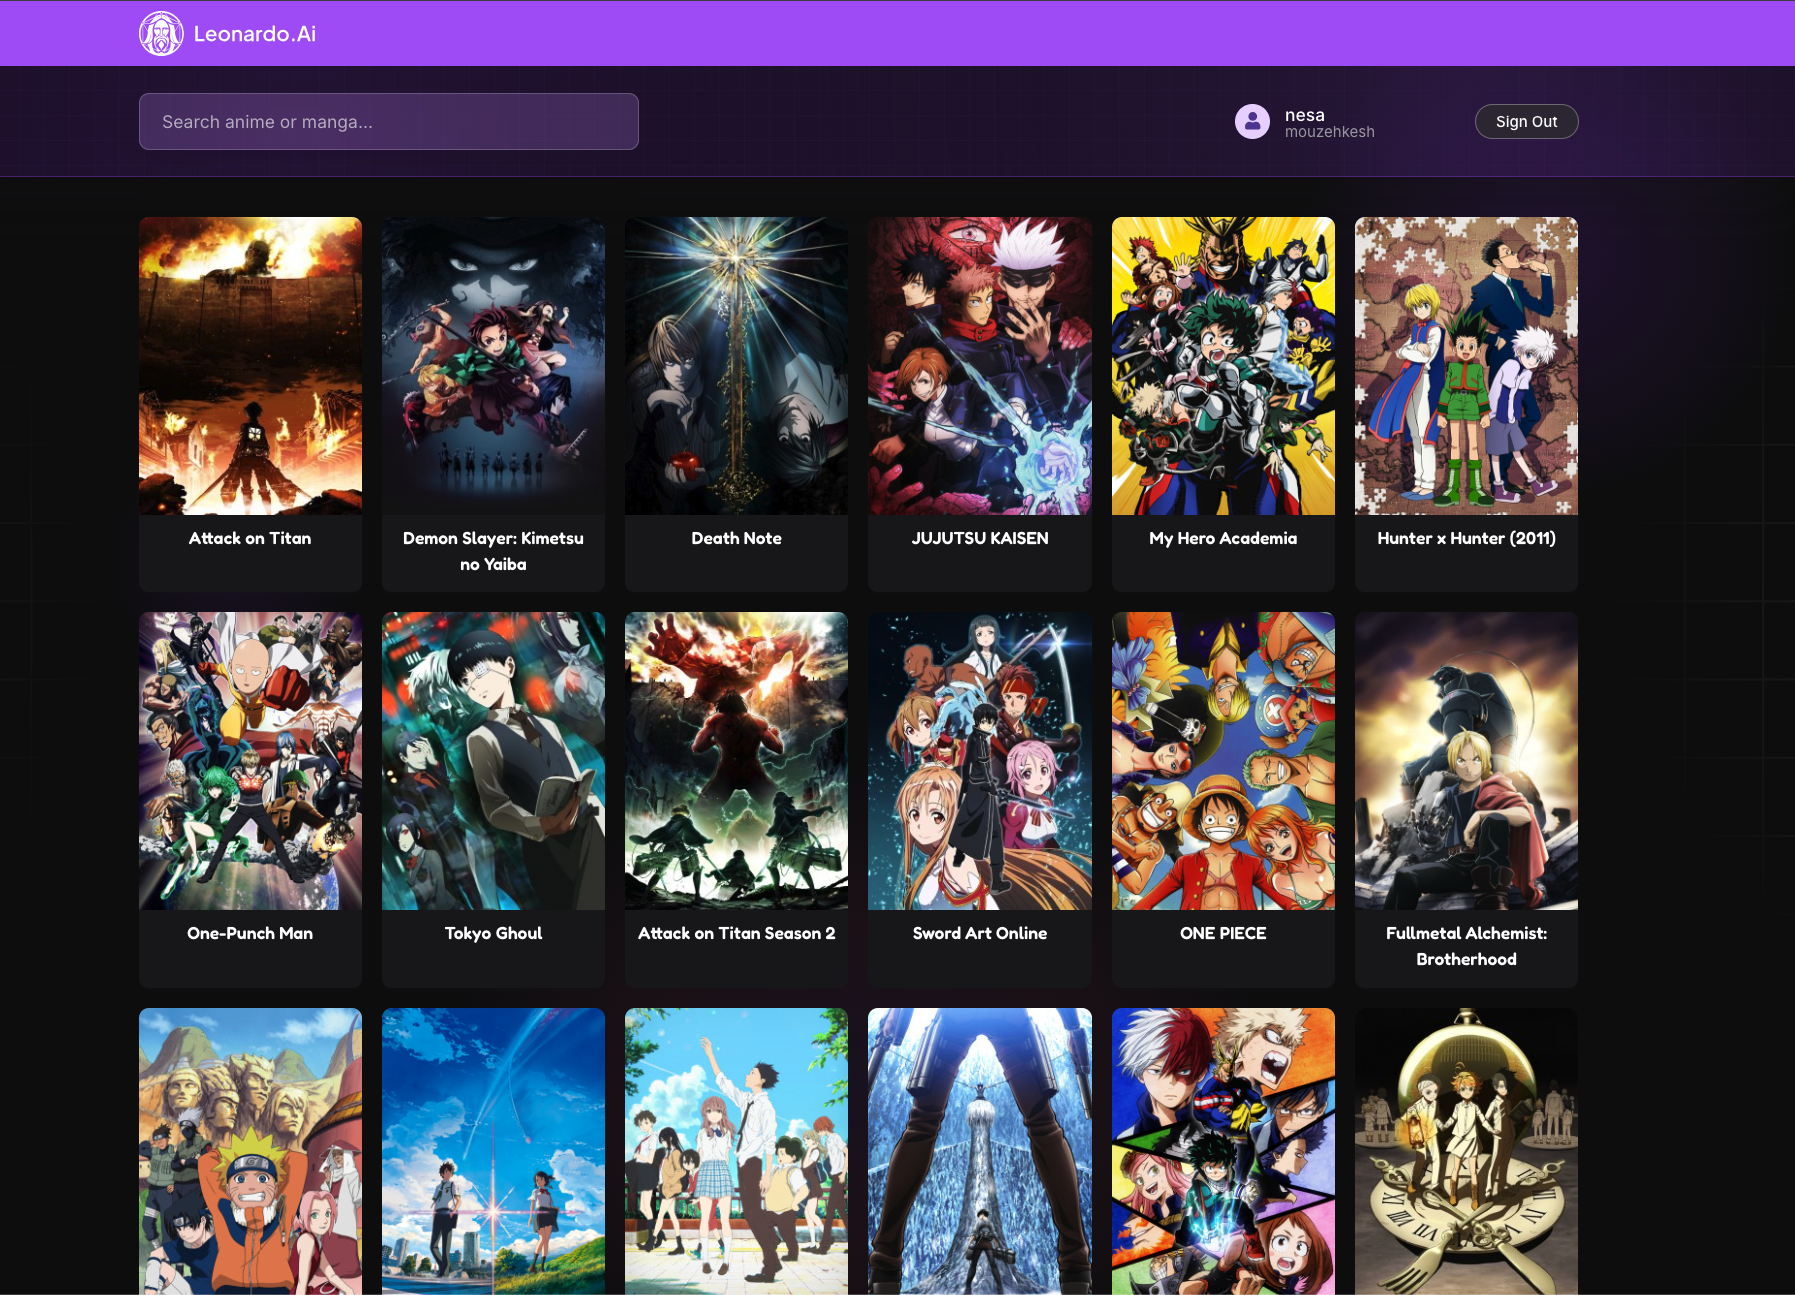 Leonardo.Ai
Search anime or manga...
nesa
mouzehkesh
Sign Out
Attack on Titan
Demon Slayer: Kimetsu
no Yaiba
Death Note
JUJUTSU KAISEN
My Hero Academia
Hunter x Hunter (2011)
One-Punch Man
Tokyo Ghoul
Attack on Titan Season 2
Sword Art Online
ONE PIECE
Fullmetal Alchemist:
Brotherhood